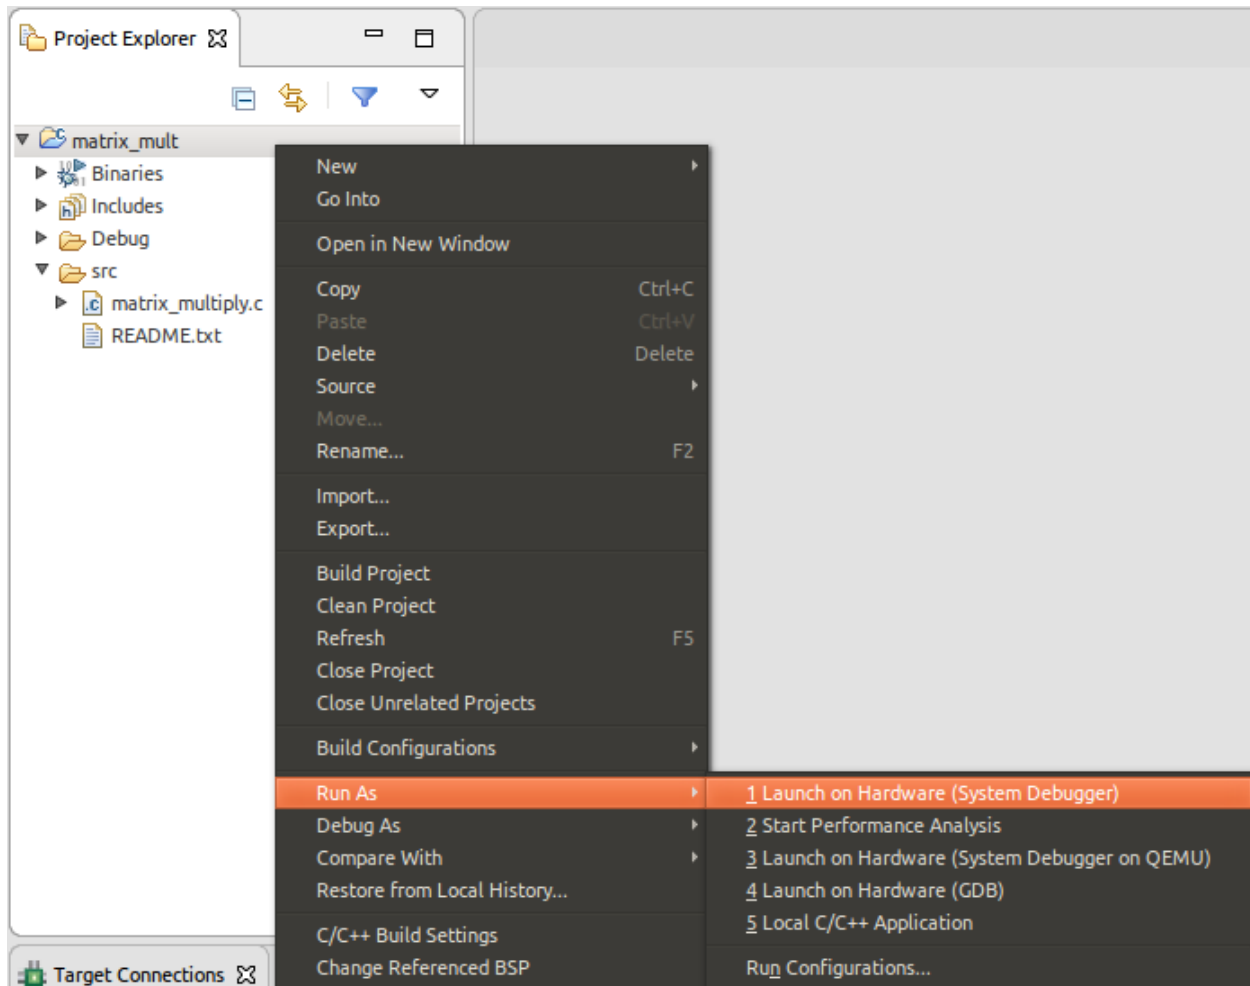 Project Explorer
matrix_mult
Binaries
Includes
Debug
src
matrix_multiply.c
README.txt
New
Go Into
Open in New Window
Copy Ctrl+C
Paste Ctrl+V
Delete Delete
Source
Move...
Rename... F2
Import...
Export...
Build Project
Clean Project
Refresh F5
Close Project
Close Unrelated Projects
Build Configurations
Run As
Debug As
Compare With
Restore from Local History...
C/C++ Build Settings
Change Referenced BSP
1 Launch on Hardware (System Debugger)
2 Start Performance Analysis
3 Launch on Hardware (System Debugger on QEMU)
4 Launch on Hardware (GDB)
5 Local C/C++ Application
Run Configurations...
Target Connections